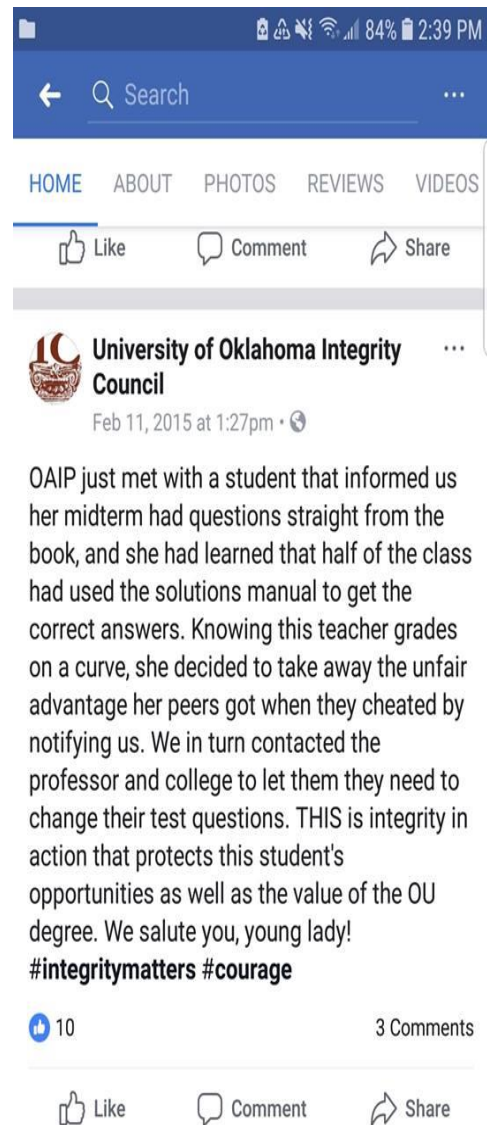 84% 2:39 PM
Search
HOME ABOUT PHOTOS REVIEWS VIDEOS
Like Comment Share
University of Oklahoma Integrity
Council
Feb 11, 2015 at 1:27pm •
OAIP just met with a student that informed us
her midterm had questions straight from the
book, and she had learned that half of the class
had used the solutions manual to get the
correct answers. Knowing this teacher grades
on a curve, she decided to take away the unfair
advantage her peers got when they cheated by
notifying us. We in turn contacted the
professor and college to let them they need to
change their test questions. THIS is integrity in
action that protects this student's
opportunities as well as the value of the OU
degree. We salute you, young lady!
#integritymatters #courage
10 3 Comments
Like Comment Share